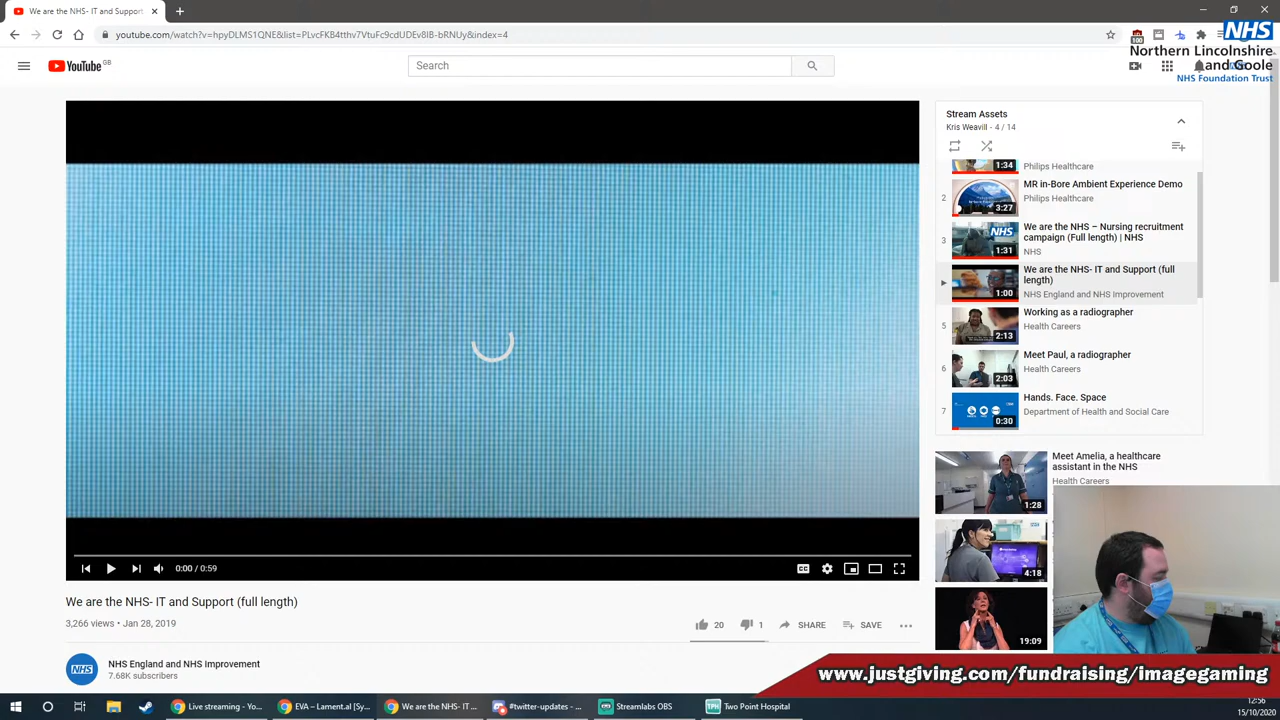 We are the NHS- IT and Support
youtube.com/watch?v=hpyDLMS1QNE&list=PLvcFKB4tthv7VtuFc9cdUDEv8IB-bRNUy&index=4
100
NHS
Northern Lincolnshire
and Goole
NHS Foundation Trust
YouTube GB
Search
Stream Assets
Kris Weavill - 4 / 14
1:34
Philips Healthcare
2
3:27
MR in-Bore Ambient Experience Demo
Philips Healthcare
3
NHS
1:31
We are the NHS – Nursing recruitment
campaign (Full length) | NHS
NHS
1:00
We are the NHS- IT and Support (full
length)
NHS England and NHS Improvement
5
2:13
Working as a radiographer
Health Careers
6
2:03
Meet Paul, a radiographer
Health Careers
7
0:30
Hands. Face. Space
Department of Health and Social Care
1:28
Meet Amelia, a healthcare
assistant in the NHS
Health Careers
4:18
19:09
0:00 / 0:59
CC
We are the NHS- IT and Support (full length)
3,266 views • Jan 28, 2019
20
1
SHARE
SAVE
NHS
NHS England and NHS Improvement
7.68K subscribers
www.justgiving.com/fundraising/imagegaming
Live streaming - Yo...
EVA – Lament.al [Sy...
We are the NHS- IT ...
#twitter-updates - ...
Streamlabs OBS
TPH
Two Point Hospital
12:56
15/10/2020